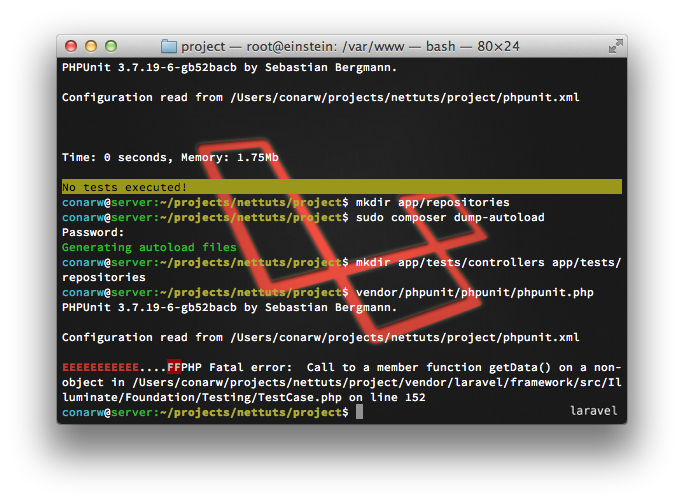 project — root@einstein: /var/www — bash — 80×24
PHPUnit 3.7.19-6-gb52bacb by Sebastian Bergmann.
Configuration read from /Users/conarw/projects/nettuts/project/phpunit.xml
Time: 0 seconds, Memory: 1.75Mb
No tests executed!
conarw@server:~/projects/nettuts/project$ mkdir app/repositories
conarw@server:~/projects/nettuts/project$ sudo composer dump-autoload
Password:
Generating autoload files
conarw@server:~/projects/nettuts/project$ mkdir app/tests/controllers app/tests/
repositories
conarw@server:~/projects/nettuts/project$ vendor/phpunit/phpunit/phpunit.php
PHPUnit 3.7.19-6-gb52bacb by Sebastian Bergmann.
Configuration read from /Users/conarw/projects/nettuts/project/phpunit.xml
EEEEEEEEEEE....FFPHP Fatal error:  Call to a member function getData() on a non-
object in /Users/conarw/projects/nettuts/project/vendor/laravel/framework/src/Il
luminate/Foundation/Testing/TestCase.php on line 152
conarw@server:~/projects/nettuts/project$
laravel